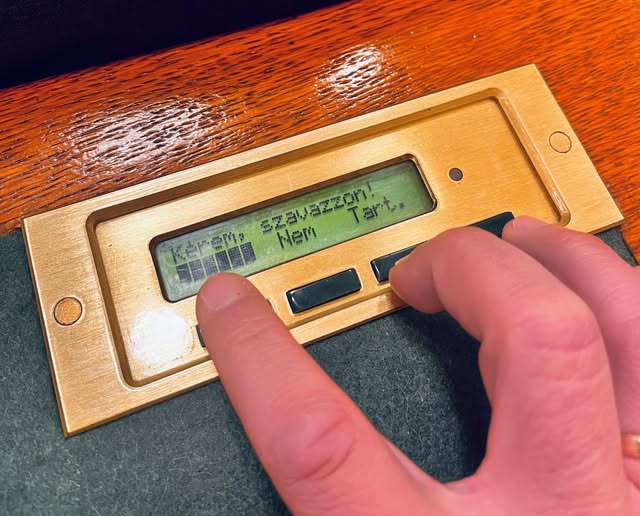 Kérem, szavazzon!
Nem Tart.